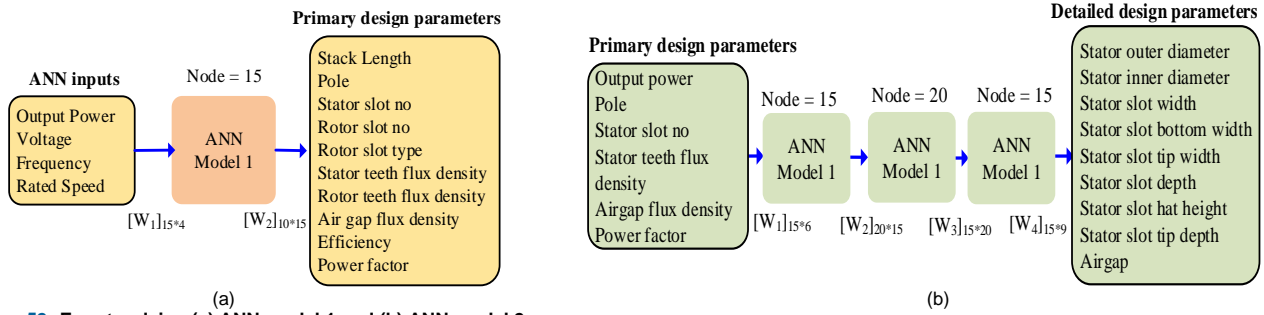 Primary design parameters
ANN inputs
Node = 15
Output Power
Voltage
Frequency
Rated Speed
ANN
Model 1
[W₁]₁₅*₄
[W₂]₁₀*₁₅
Stack Length
Pole
Stator slot no
Rotor slot no
Rotor slot type
Stator teeth flux density
Rotor teeth flux density
Air gap flux density
Efficiency
Power factor
(a)
Detailed design parameters
Primary design parameters
Output power
Pole
Stator slot no
Stator teeth flux
density
Airgap flux density
Power factor
Node = 15
Node = 20
Node = 15
ANN
Model 1
ANN
Model 1
ANN
Model 1
[W₁]₁₅*₆
[W₂]₂₀*₁₅
[W₃]₁₅*₂₀
[W₄]₁₅*₉
Stator outer diameter
Stator inner diameter
Stator slot width
Stator slot bottom width
Stator slot tip width
Stator slot depth
Stator slot hat height
Stator slot tip depth
Airgap
(b)